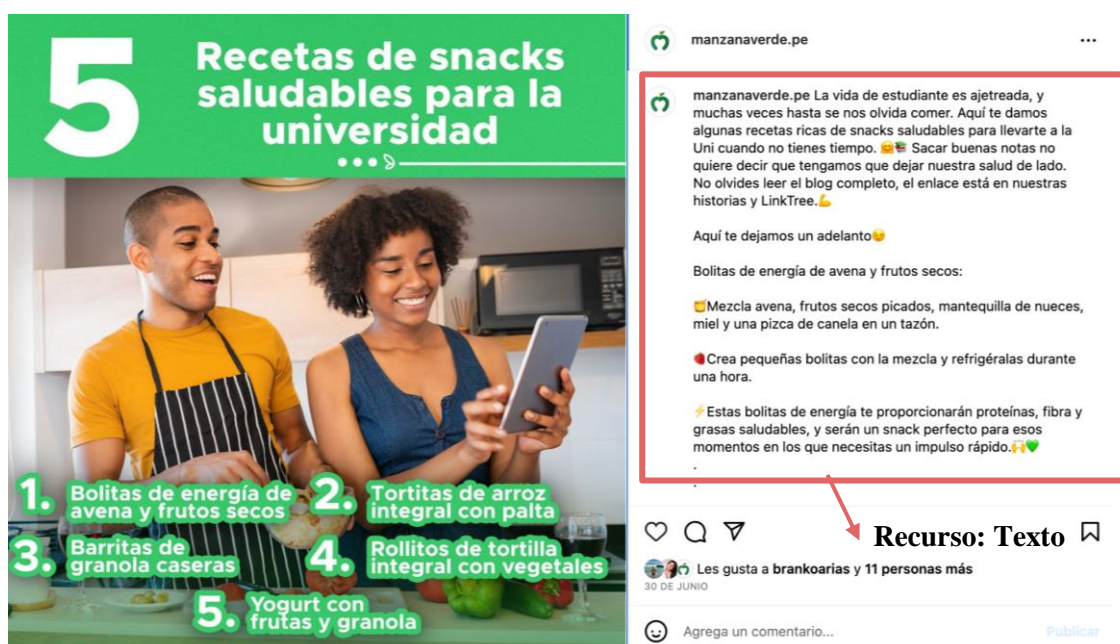 5
Recetas de snacks
saludables para la
universidad
1. Bolitas de energía de
avena y frutos secos
2. Tortitas de arroz
integral con palta
3. Barritas de
granola caseras
4. Rollitos de tortilla
integral con vegetales
5. Yogurt con
frutas y granola
manzanaverde.pe
manzanaverde.pe La vida de estudiante es ajetreada, y
muchas veces hasta se nos olvida comer. Aquí te damos
algunas recetas ricas de snacks saludables para llevarte a la
Uni cuando no tienes tiempo. 🤗📚 Sacar buenas notas no
quiere decir que tengamos que dejar nuestra salud de lado.
No olvides leer el blog completo, el enlace está en nuestras
historias y LinkTree.💪
Aquí te dejamos un adelanto😉
Bolitas de energía de avena y frutos secos:
🍯Mezcla avena, frutos secos picados, mantequilla de nueces,
miel y una pizca de canela en un tazón.
🍓Crea pequeñas bolitas con la mezcla y refrigéralas durante
una hora.
⚡Estas bolitas de energía te proporcionarán proteínas, fibra y
grasas saludables, y serán un snack perfecto para esos
momentos en los que necesitas un impulso rápido.🙌💚
.
.
Recurso: Texto
Les gusta a brankoarias y 11 personas más
30 DE JUNIO
Agrega un comentario...
Publicar